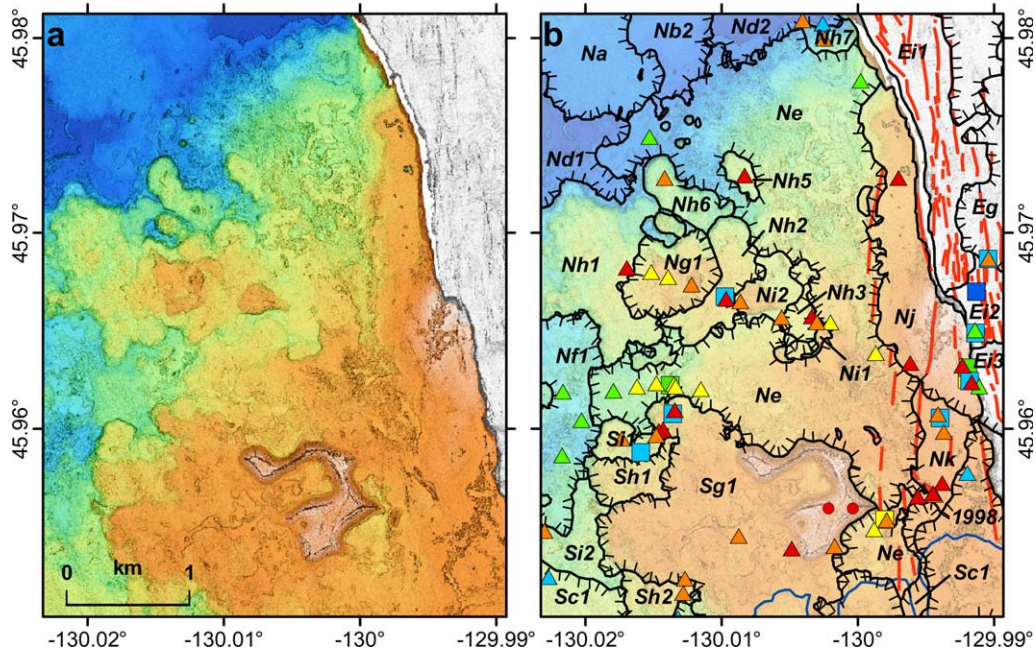 a
0 km 1
-130.02° -130.01° -130° -129.99°
b
45.98°
45.97°
45.96°
Na
Nb2
Nd2
Nh7
Ei1
Ne
Nd1
Nh5
Eg
Nh6
Nh2
Nh1
Ng1
Ni2
Nh3
Nj
Ei2
Ei3
Nf1
Ni1
Ne
Si1
Sh1
Sg1
Nk
1998
Ne
Si2
Sc1
Sh2
Sc1
-130.02° -130.01° -130° -129.99°
45.98°
45.97°
45.96°